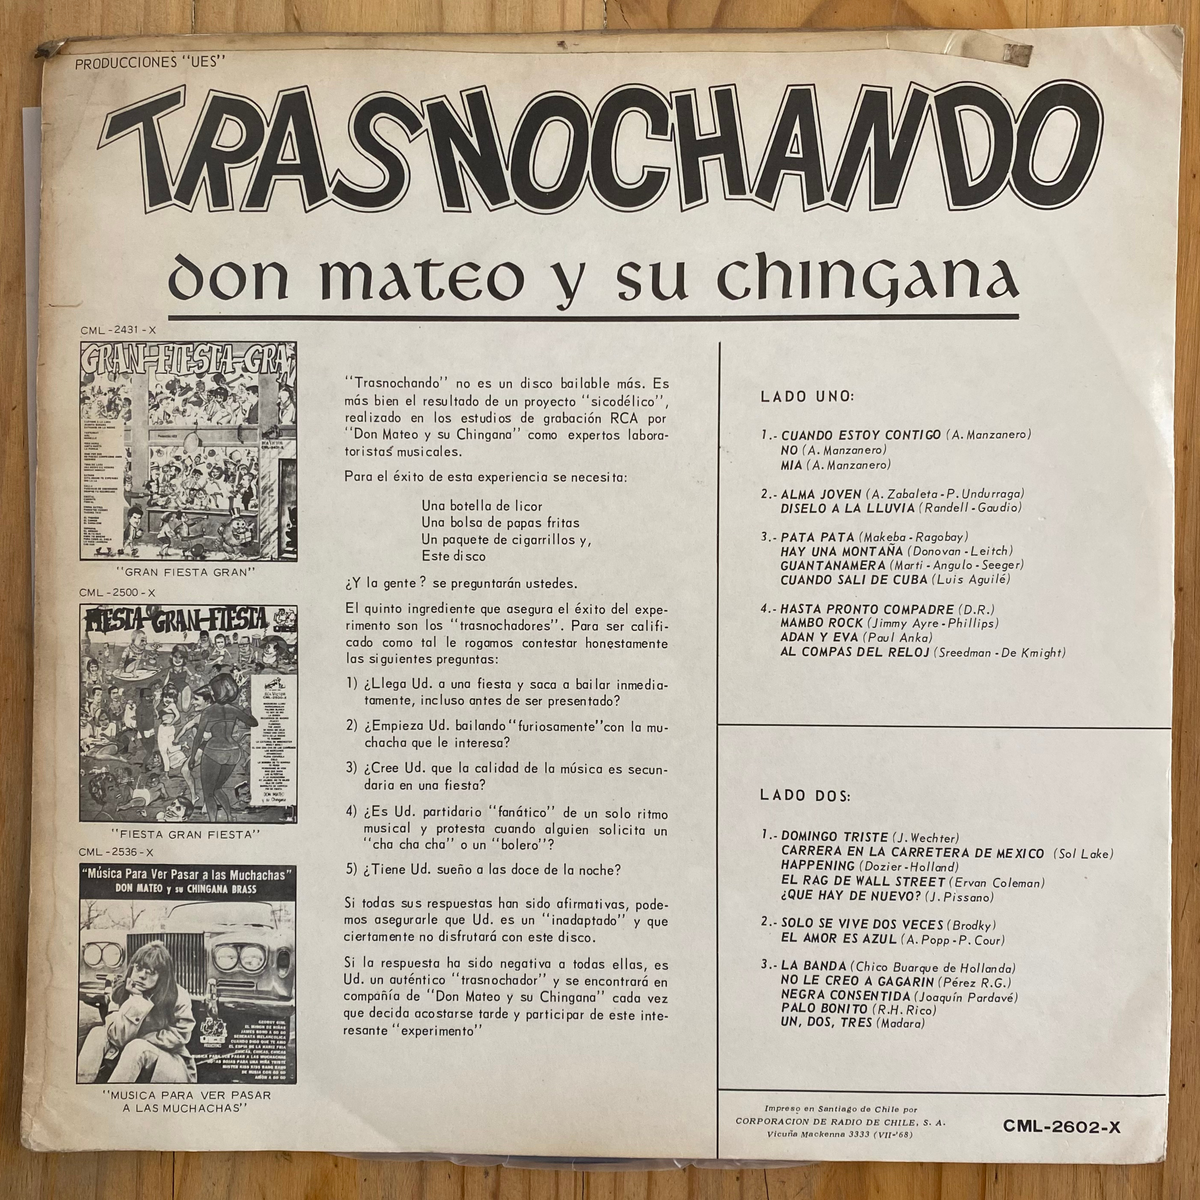 PRODUCCIONES "UES"
TRASNOCHANDO
don mateo y su chingana
CML-2431-X
GRAN-FIESTA-GRA
"GRAN FIESTA GRAN"
CML-2500-X
FIESTA-GRAN-FIESTA
"FIESTA GRAN FIESTA"
CML-2536-X
"Música Para Ver Pasar a las Muchachas"
DON MATEO y su CHINGANA BRASS
"MUSICA PARA VER PASAR
A LAS MUCHACHAS"
"Trasnochando" no es un disco bailable más. Es
más bien el resultado de un proyecto "sicodélico",
realizado en los estudios de grabación RCA por
"Don Mateo y su Chingana" como expertos labora-
toristas musicales.
Para el éxito de esta experiencia se necesita:
Una botella de licor
Una bolsa de papas fritas
Un paquete de cigarrillos y,
Este disco
¿Y la gente? se preguntarán ustedes.
El quinto ingrediente que asegura el éxito del expe-
rimento son los "trasnochadores". Para ser califi-
cado como tal le rogamos contestar honestamente
las siguientes preguntas:
1) ¿Llega Ud. a una fiesta y saca a bailar inmedia-
tamente, incluso antes de ser presentado?
2) ¿Empieza Ud. bailando "furiosamente" con la mu-
chacha que le interesa?
3) ¿Cree Ud. que la calidad de la música es secun-
daria en una fiesta?
4) ¿Es Ud. partidario "fanático" de un solo ritmo
musical y protesta cuando alguien solicita un
"cha cha cha" o un "bolero"?
5) ¿Tiene Ud. sueño a las doce de la noche?
Si todas sus respuestas han sido afirmativas, pode-
mos asegurarle que Ud. es un "inadaptado" y que
ciertamente no disfrutará con este disco.
Si la respuesta ha sido negativa a todas ellas, es
Ud. un auténtico "trasnochador" y se encontrará en
compañía de "Don Mateo y su Chingana" cada vez
que decida acostarse tarde y participar de este inte-
resante "experimento"
LADO UNO:
1.- CUANDO ESTOY CONTIGO (A. Manzanero)
NO (A. Manzanero)
MIA (A. Manzanero)
2.- ALMA JOVEN (A. Zabaleta - P. Undurraga)
DISELO A LA LLUVIA (Randell - Gaudio)
3.- PATA PATA (Makeba - Ragobay)
HAY UNA MONTAÑA (Donovan - Leitch)
GUANTANAMERA (Marti - Angulo - Seeger)
CUANDO SALI DE CUBA (Luis Aguilé)
4.- HASTA PRONTO COMPADRE (D.R.)
MAMBO ROCK (Jimmy Ayre - Phillips)
ADAN Y EVA (Paul Anka)
AL COMPAS DEL RELOJ (Sreedman - De Knight)
LADO DOS:
1.- DOMINGO TRISTE (J. Wechter)
CARRERA EN LA CARRETERA DE MEXICO (Sol Lake)
HAPPENING (Dozier - Holland)
EL RAG DE WALL STREET (Ervan Coleman)
¿QUE HAY DE NUEVO? (J. Pissano)
2.- SOLO SE VIVE DOS VECES (Brodky)
EL AMOR ES AZUL (A. Popp - P. Cour)
3.- LA BANDA (Chico Buarque de Hollanda)
NO LE CREO A GAGARIN (Pérez R.G.)
NEGRA CONSENTIDA (Joaquín Pardavé)
PALO BONITO (R.H. Rico)
UN, DOS, TRES (Madara)
Impreso en Santiago de Chile por
CORPORACION DE RADIO DE CHILE, S. A.
Vicuña Mackenna 3333 (VII-'68)
CML-2602-X